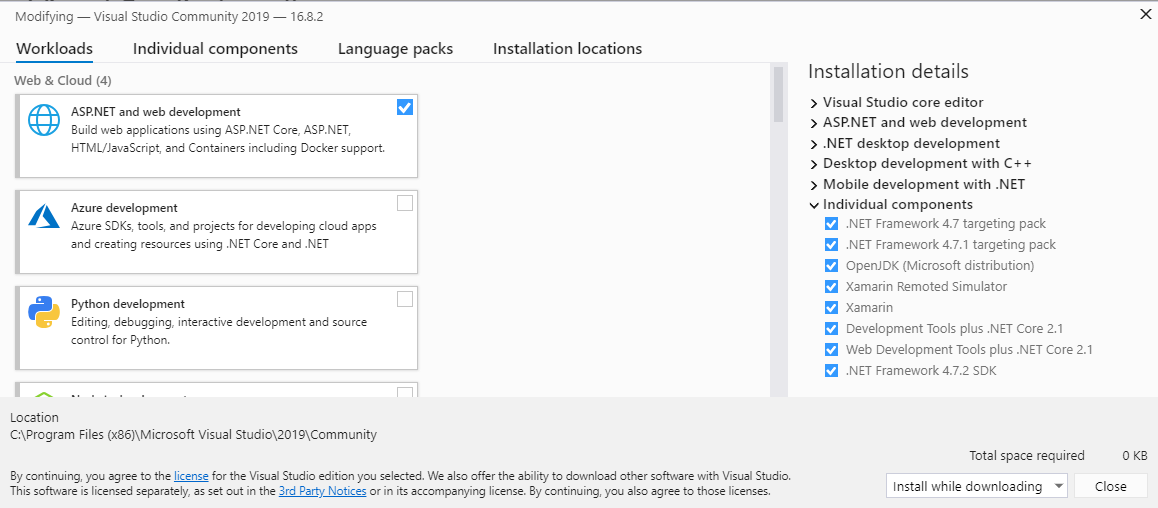 Modifying — Visual Studio Community 2019 — 16.8.2
Workloads
Individual components
Language packs
Installation locations
Web & Cloud (4)
ASP.NET and web development
Build web applications using ASP.NET Core, ASP.NET,
HTML/JavaScript, and Containers including Docker support.
Azure development
Azure SDKs, tools, and projects for developing cloud apps
and creating resources using .NET Core and .NET
Python development
Editing, debugging, interactive development and source
control for Python.
Installation details
Visual Studio core editor
ASP.NET and web development
.NET desktop development
Desktop development with C++
Mobile development with .NET
Individual components
.NET Framework 4.7 targeting pack
.NET Framework 4.7.1 targeting pack
OpenJDK (Microsoft distribution)
Xamarin Remoted Simulator
Xamarin
Development Tools plus .NET Core 2.1
Web Development Tools plus .NET Core 2.1
.NET Framework 4.7.2 SDK
Location
C:\Program Files (x86)\Microsoft Visual Studio\2019\Community
Total space required 0 KB
By continuing, you agree to the license for the Visual Studio edition you selected. We also offer the ability to download other software with Visual Studio.
This software is licensed separately, as set out in the 3rd Party Notices or in its accompanying license. By continuing, you also agree to those licenses.
Install while downloading
Close